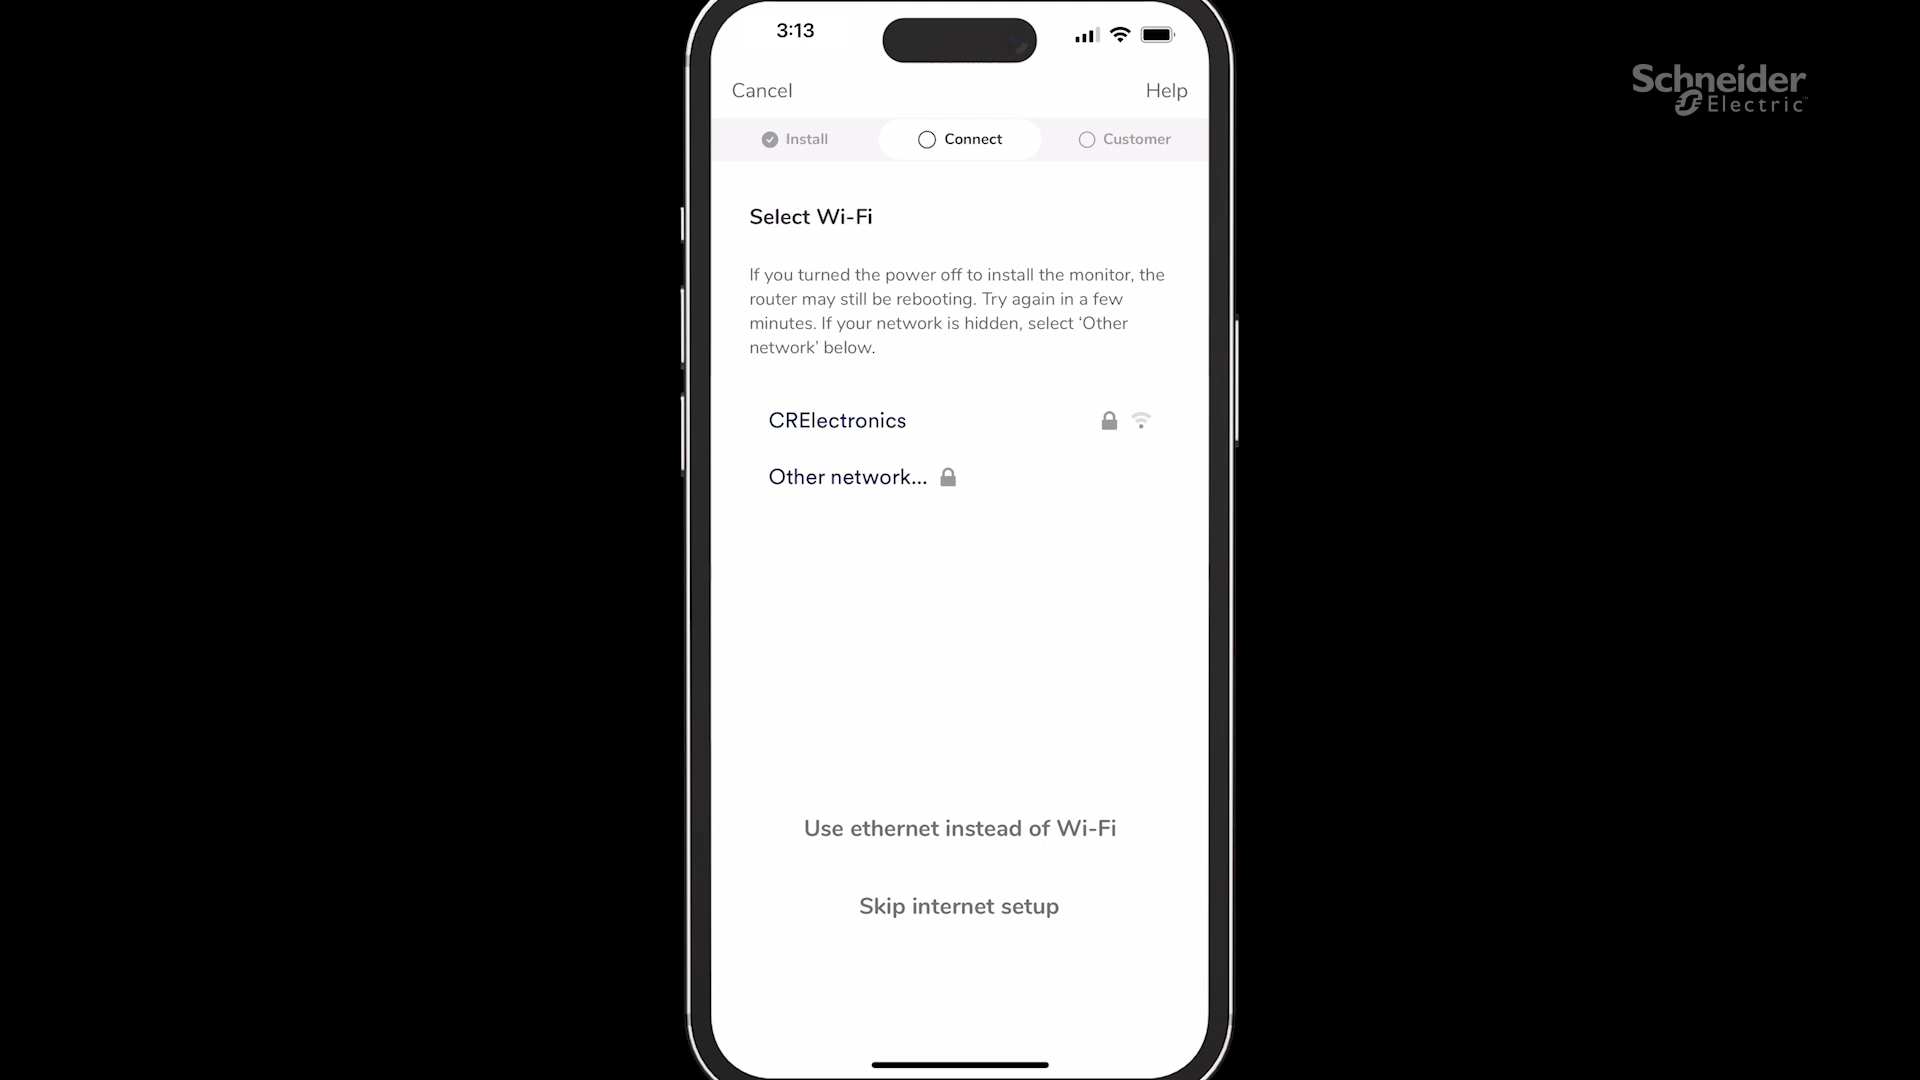 3:13
Schneider
Electric
Cancel
Help
Install
Connect
Customer
Select Wi-Fi
If you turned the power off to install the monitor, the
router may still be rebooting. Try again in a few
minutes. If your network is hidden, select ‘Other
network’ below.
CRElectronics
Other network...
Use ethernet instead of Wi-Fi
Skip internet setup